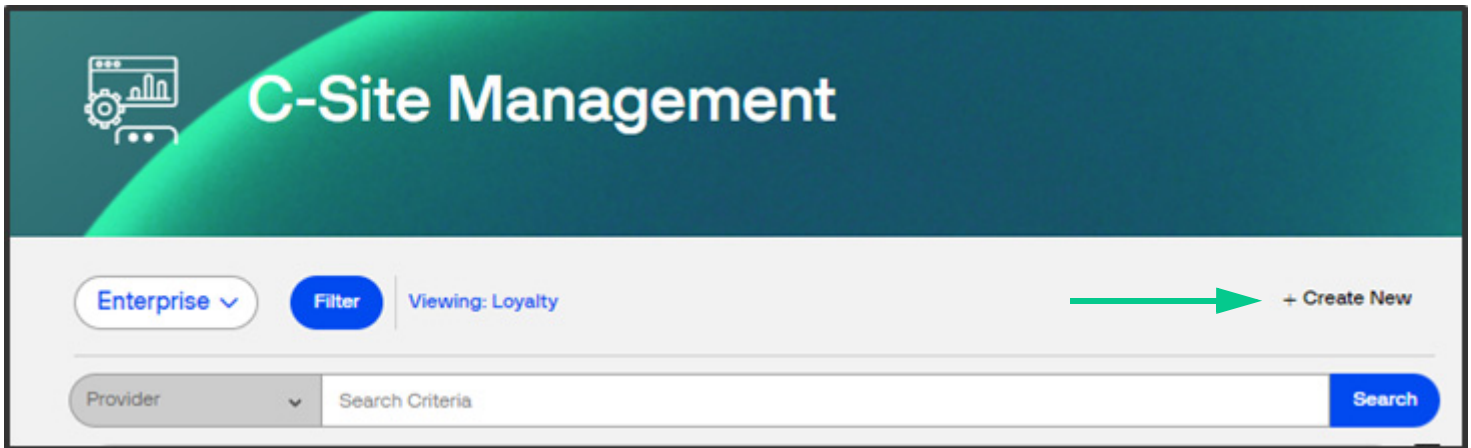 C-Site Management
Enterprise
Filter
Viewing: Loyalty
+ Create New
Provider
Search Criteria
Search